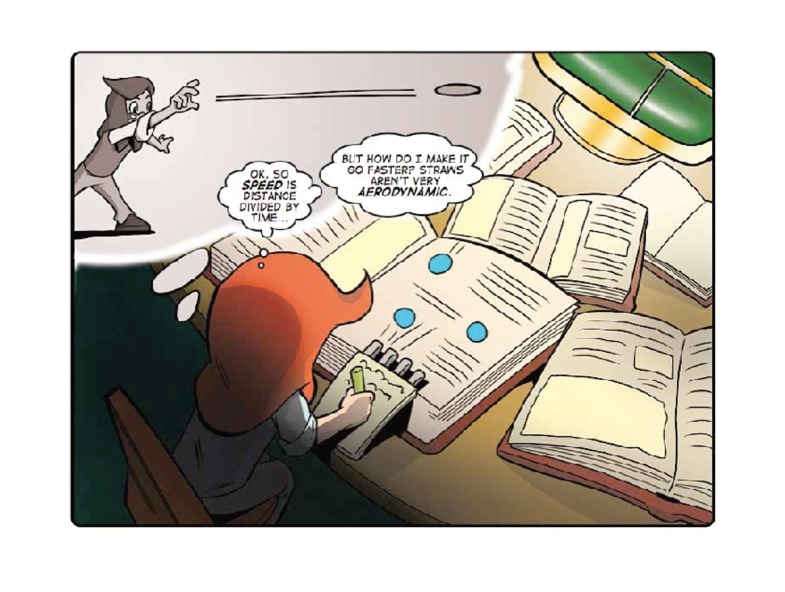 OK, SO
SPEED IS
DISTANCE
DIVIDED BY
TIME...
BUT HOW DO I MAKE IT
GO FASTER? STRAWS
AREN'T VERY
AERODYNAMIC.